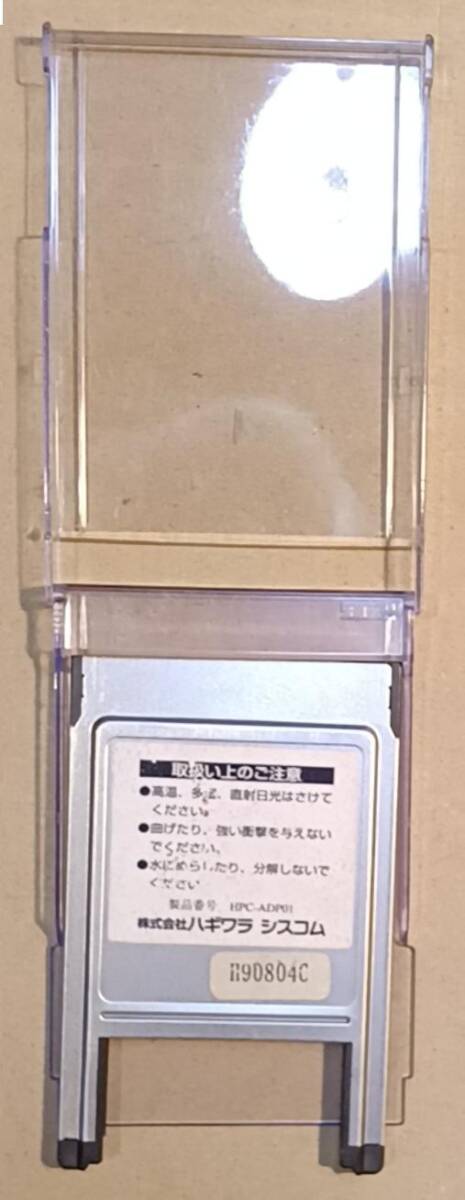 取扱い上のご注意
●高温、多湿、直射日光はさけて
ください。
●曲げたり、強い衝撃を与えない
でください。
●水にぬらしたり、分解しないで
ください
製品番号 HPC-ADP01
株式会社ハギワラ シスコム
H90804C